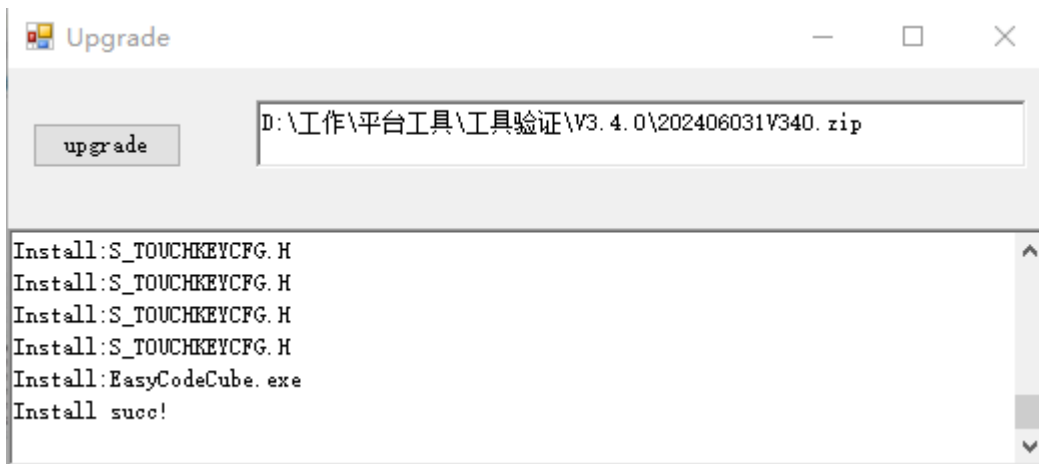 Upgrade
upgrade
D:\工作\平台工具\工具验证\V3.4.0\202406031V340.zip
Install:S_TOUCHKEYCFG.H
Install:S_TOUCHKEYCFG.H
Install:S_TOUCHKEYCFG.H
Install:S_TOUCHKEYCFG.H
Install:EasyCodeCube.exe
Install succ!